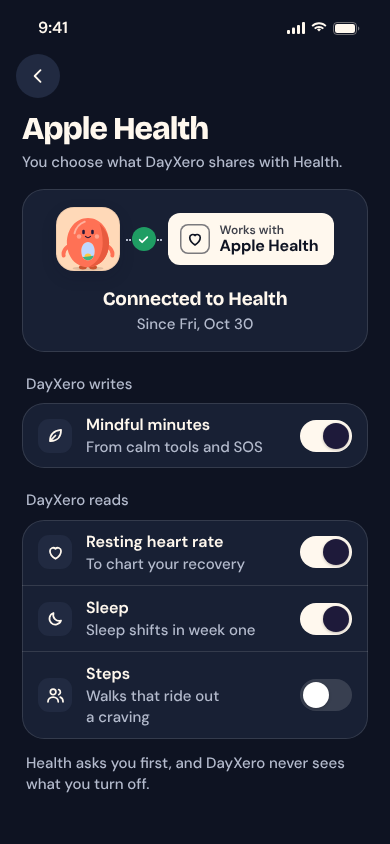 9:41
Apple Health
You choose what DayXero shares with Health.
Works with
Apple Health
Connected to Health
Since Fri, Oct 30
DayXero writes
Mindful minutes
From calm tools and SOS
DayXero reads
Resting heart rate
To chart your recovery
Sleep
Sleep shifts in week one
Steps
Walks that ride out
a craving
Health asks you first, and DayXero never sees
what you turn off.